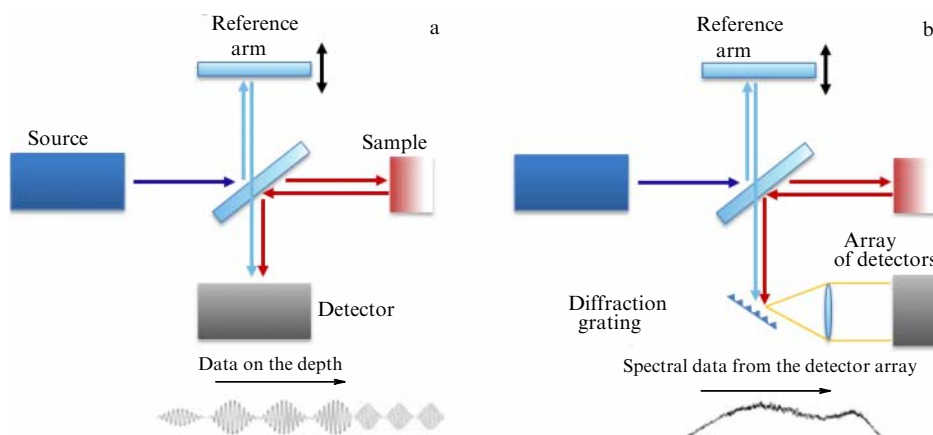 Reference
arm
a
Source
Sample
Detector
Data on the depth
Reference
arm
b
Array
of detectors
Diffraction
grating
Spectral data from the detector array